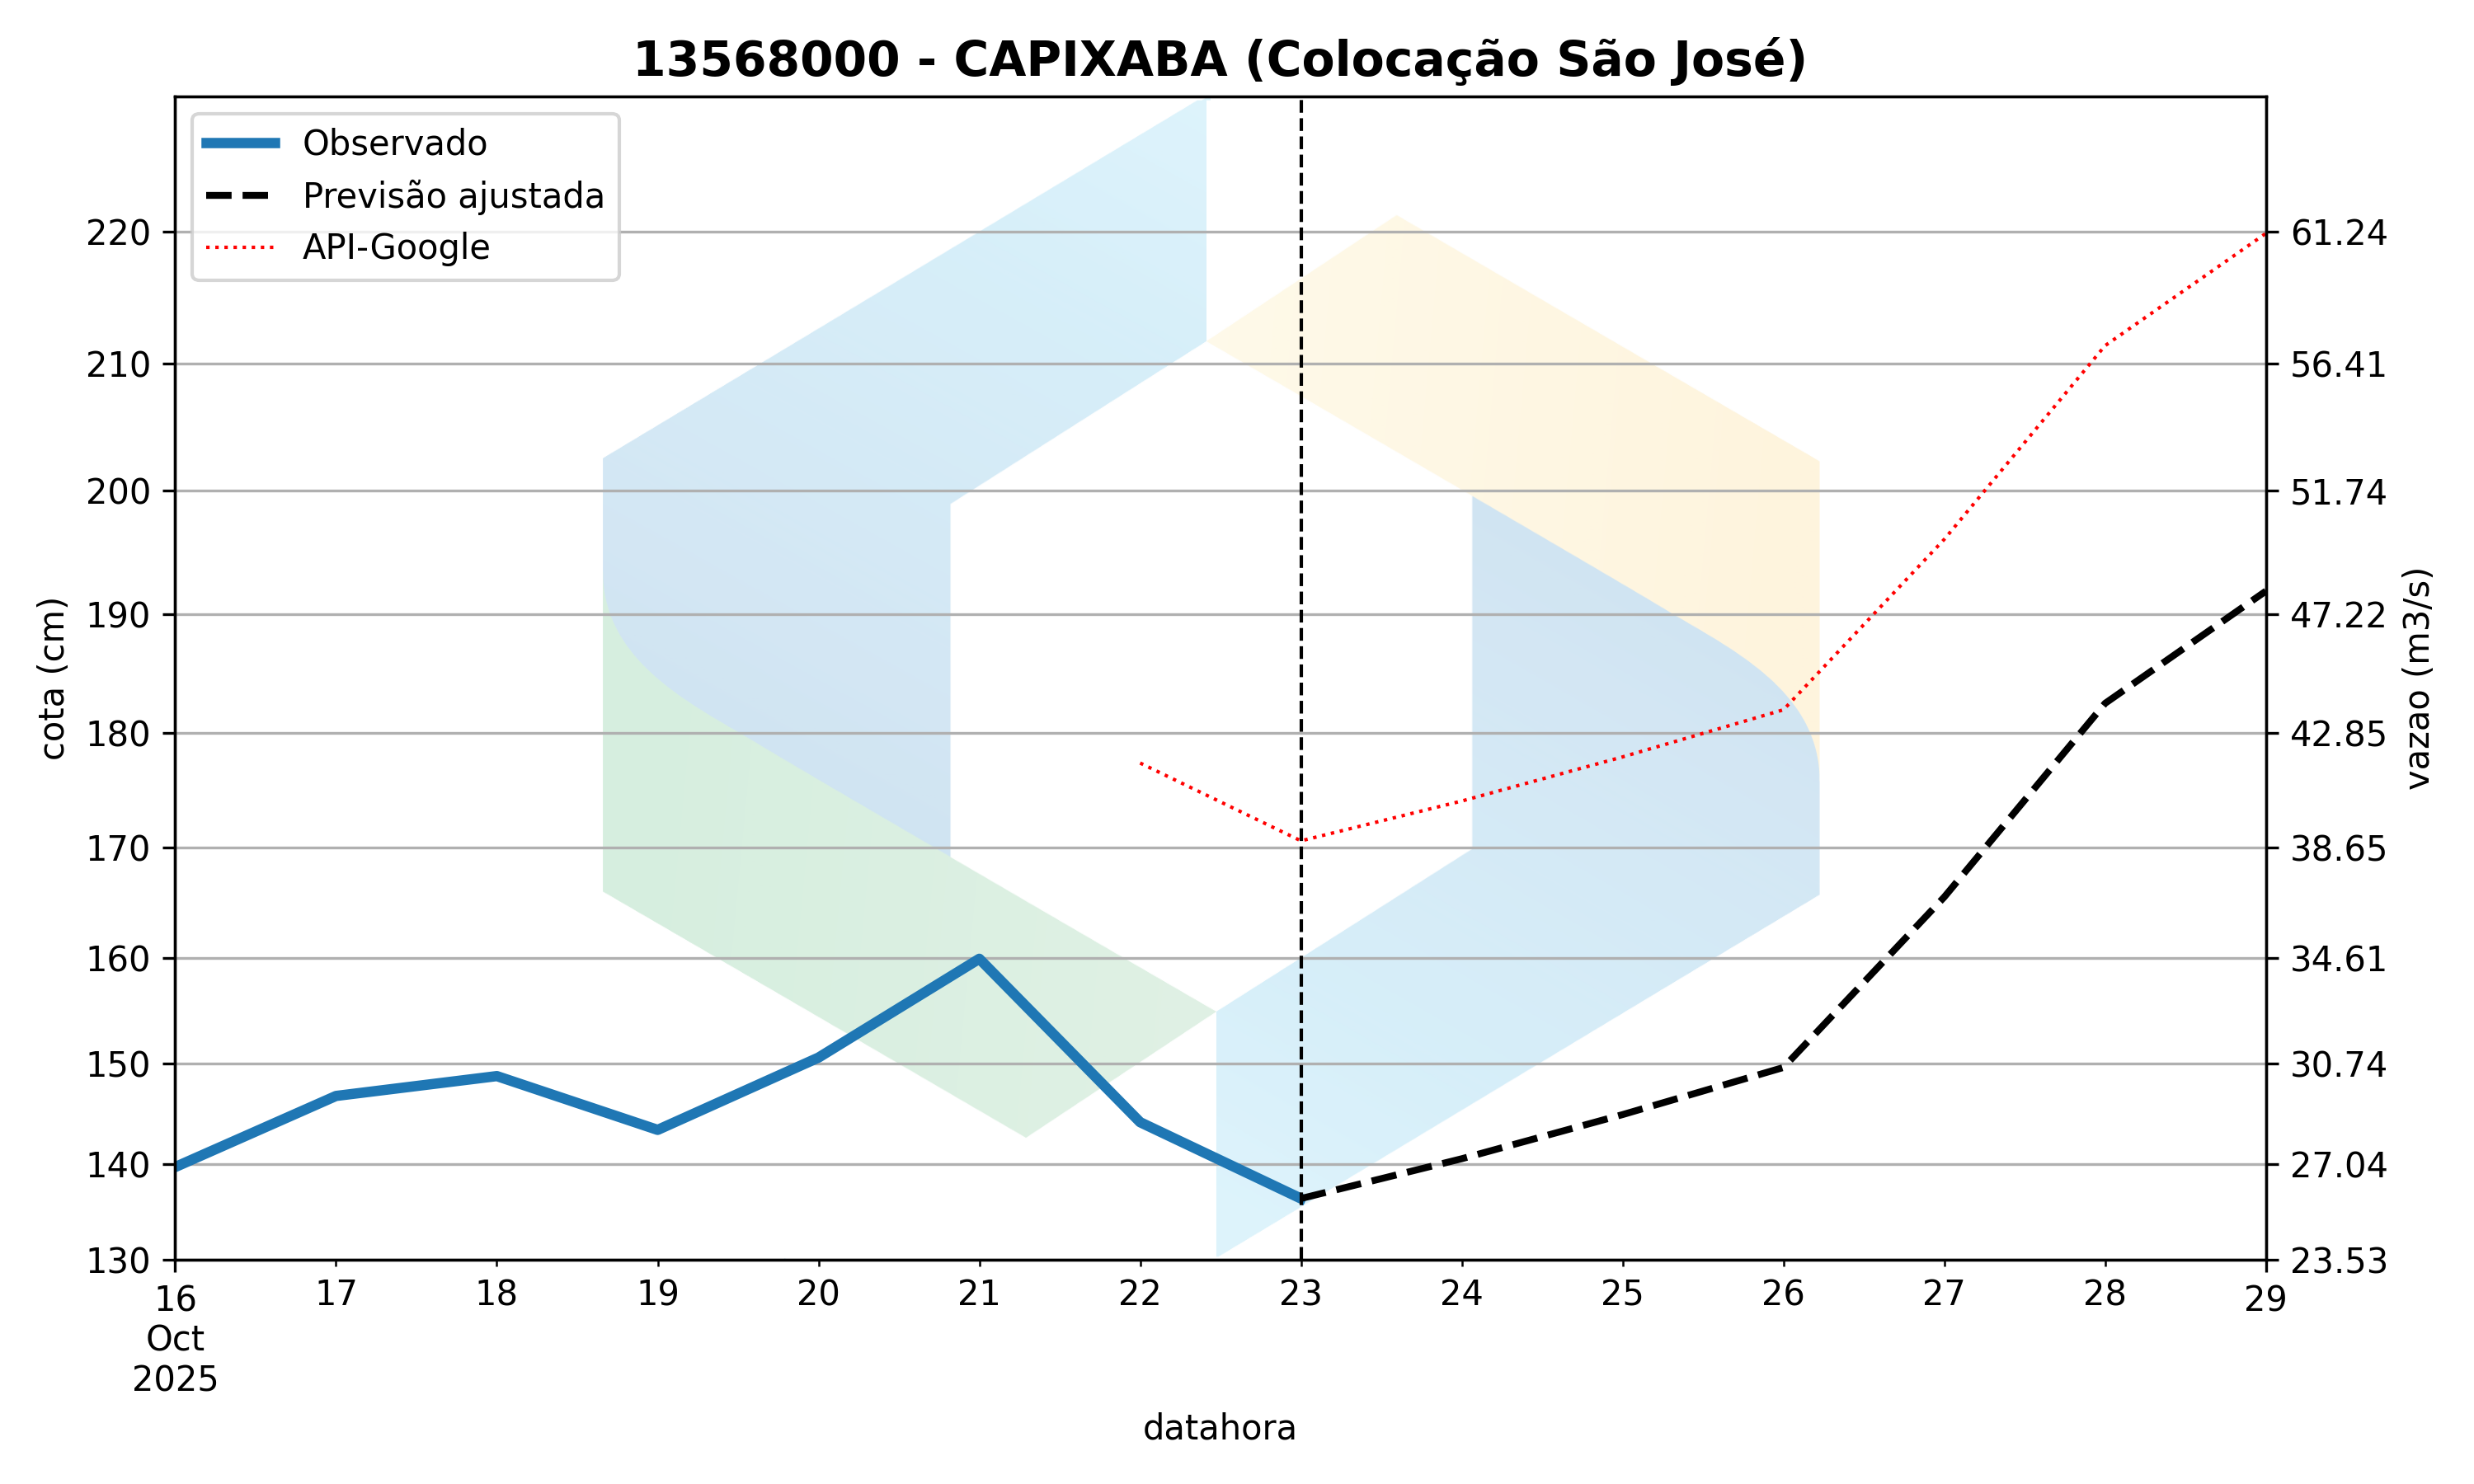 13568000 - CAPIXABA (Colocação São José)
Observado
Previsão ajustada
API-Google
220
210
200
190
180
170
160
150
140
130
cota (cm)
61.24
56.41
51.74
47.22
42.85
38.65
34.61
30.74
27.04
23.53
vazao (m3/s)
16 17 18 19 20 21 22 23 24 25 26 27 28 29
Oct
2025
datahora